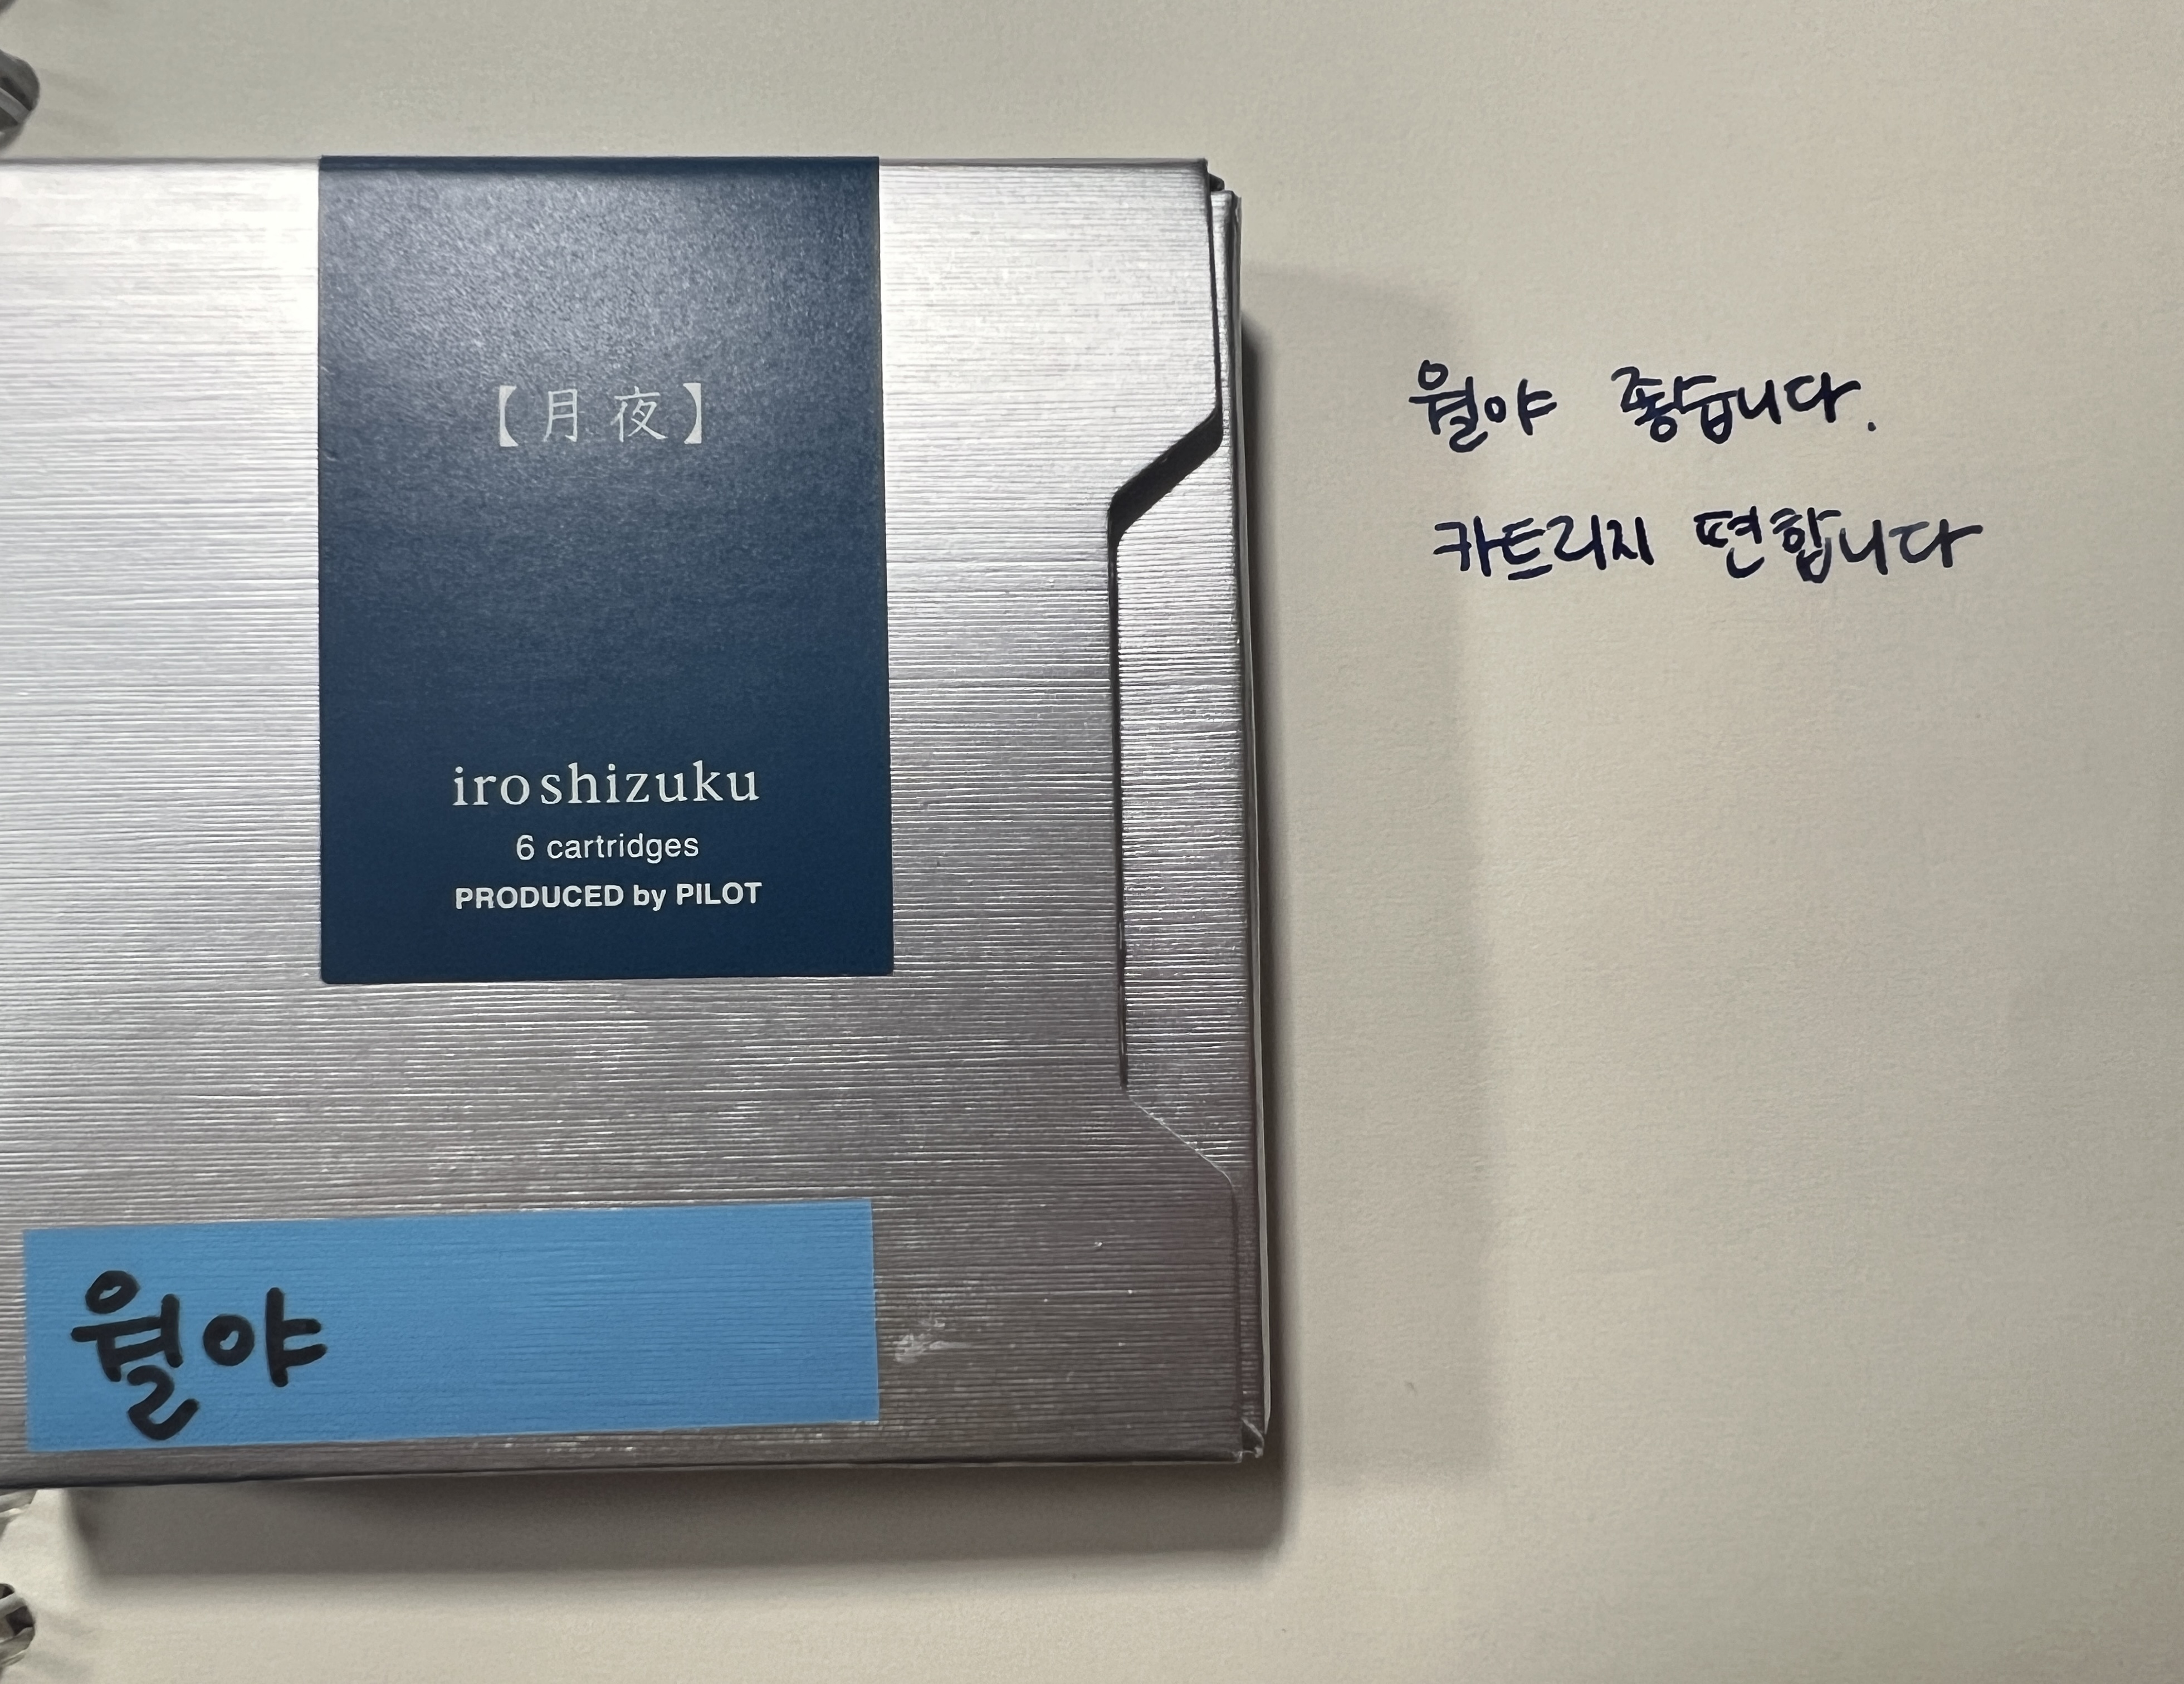 【月夜】
iroshizuku
6 cartridges
PRODUCED by PILOT
월야
월야 좋습니다.
카트리지 편합니다